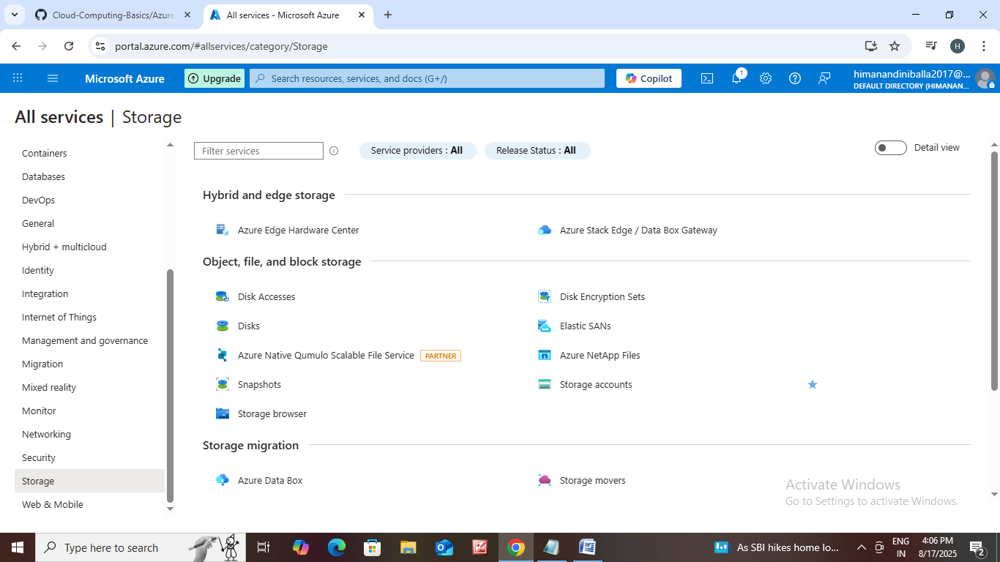 Cloud-Computing-Basics/Azure
All services - Microsoft Azure
portal.azure.com/#allservices/category/Storage
H
Microsoft Azure
Upgrade
Search resources, services, and docs (G+/)
Copilot
1
himanandiniballa2017@...
DEFAULT DIRECTORY (HIMANAN...
All services | Storage
Containers
Databases
DevOps
General
Hybrid + multicloud
Identity
Integration
Internet of Things
Management and governance
Migration
Mixed reality
Monitor
Networking
Security
Storage
Web & Mobile
Filter services
Service providers : All
Release Status : All
Detail view
Hybrid and edge storage
Azure Edge Hardware Center
Azure Stack Edge / Data Box Gateway
Object, file, and block storage
Disk Accesses
Disk Encryption Sets
Disks
Elastic SANs
Azure Native Qumulo Scalable File Service PARTNER
Azure NetApp Files
Snapshots
Storage accounts
Storage browser
Storage migration
Azure Data Box
Storage movers
Activate Windows
Go to Settings to activate Windows.
Type here to search
As SBI hikes home lo...
ENG
IN
4:06 PM
8/17/2025
2